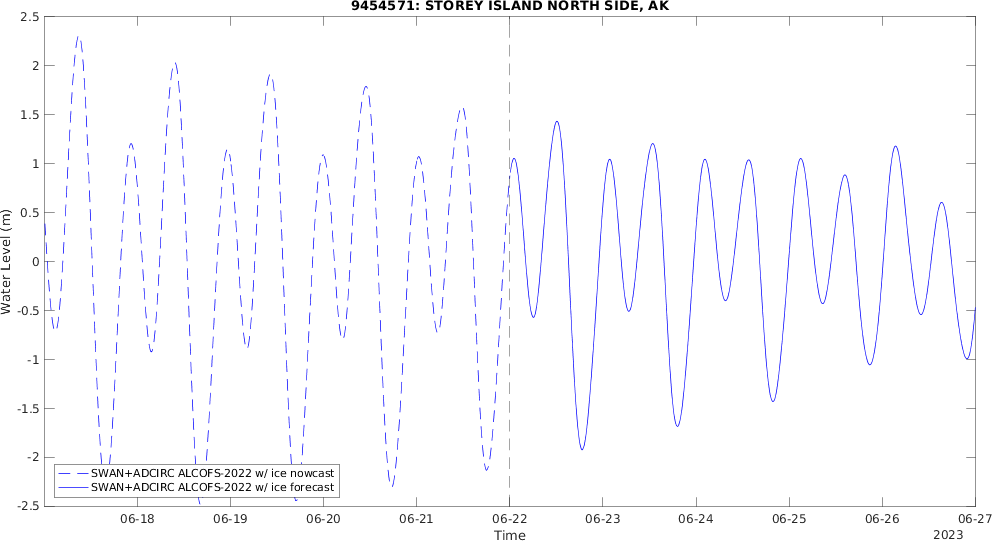 9454571: STOREY ISLAND NORTH SIDE, AK
2.5
2
1.5
1
0.5
0
-0.5
-1
-1.5
-2
-2.5
Water Level (m)
SWAN+ADCIRC ALCOFS-2022 w/ ice nowcast
SWAN+ADCIRC ALCOFS-2022 w/ ice forecast
06-18 06-19 06-20 06-21 06-22 06-23 06-24 06-25 06-26 06-27
Time
2023